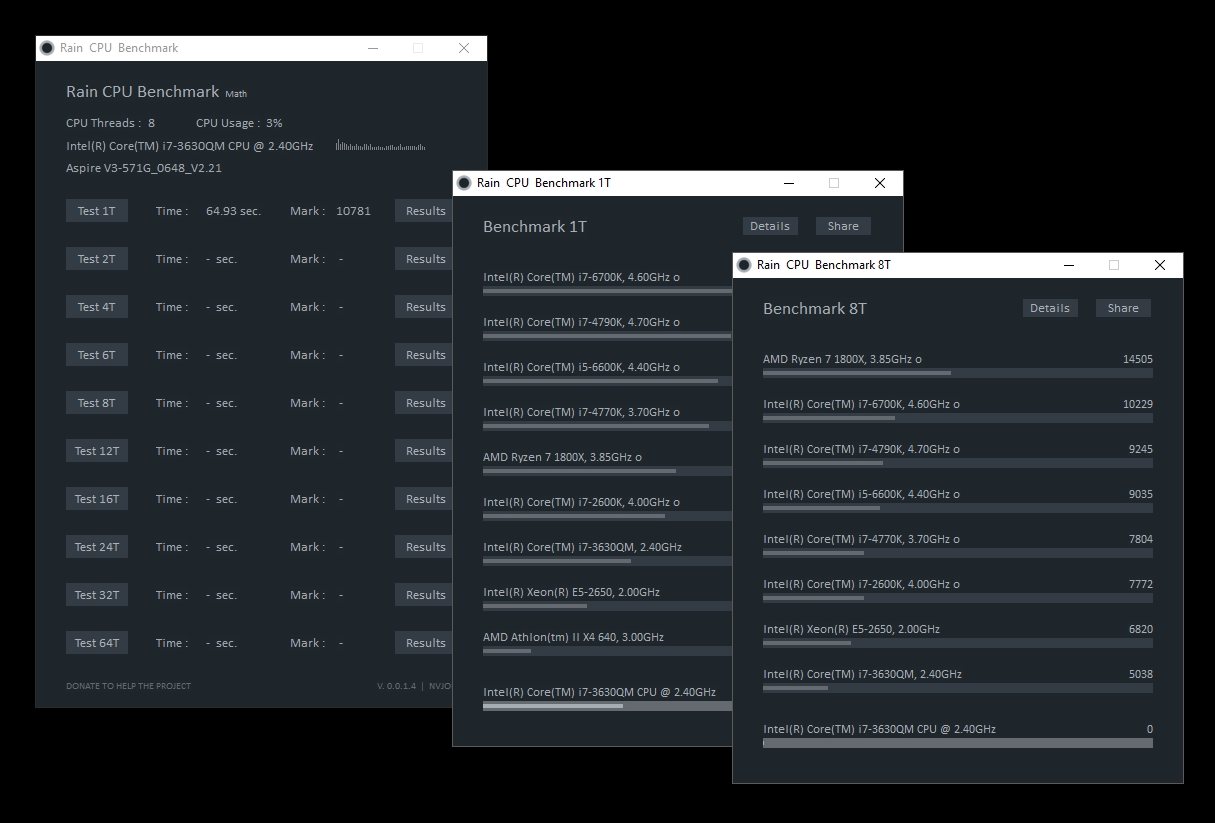 Rain CPU Benchmark
Rain CPU Benchmark Math
CPU Threads : 8 CPU Usage : 3%
Intel(R) Core(TM) i7-3630QM CPU @ 2.40GHz
Aspire V3-571G_0648_V2.21
Test 1T Time : 64.93 sec. Mark : 10781 Results
Test 2T Time : - sec. Mark : - Results
Test 4T Time : - sec. Mark : - Results
Test 6T Time : - sec. Mark : - Results
Test 8T Time : - sec. Mark : - Results
Test 12T Time : - sec. Mark : - Results
Test 16T Time : - sec. Mark : - Results
Test 24T Time : - sec. Mark : - Results
Test 32T Time : - sec. Mark : - Results
Test 64T Time : - sec. Mark : - Results
DONATE TO HELP THE PROJECT V. 0.0.1.4 | NVJO
Rain CPU Benchmark 1T
Benchmark 1T Details Share
Intel(R) Core(TM) i7-6700K, 4.60GHz o
Intel(R) Core(TM) i7-4790K, 4.70GHz o
Intel(R) Core(TM) i5-6600K, 4.40GHz o
Intel(R) Core(TM) i7-4770K, 3.70GHz o
AMD Ryzen 7 1800X, 3.85GHz o
Intel(R) Core(TM) i7-2600K, 4.00GHz o
Intel(R) Core(TM) i7-3630QM, 2.40GHz
Intel(R) Xeon(R) E5-2650, 2.00GHz
AMD Athlon(tm) II X4 640, 3.00GHz
Intel(R) Core(TM) i7-3630QM CPU @ 2.40GHz
Rain CPU Benchmark 8T
Benchmark 8T Details Share
AMD Ryzen 7 1800X, 3.85GHz o 14505
Intel(R) Core(TM) i7-6700K, 4.60GHz o 10229
Intel(R) Core(TM) i7-4790K, 4.70GHz o 9245
Intel(R) Core(TM) i5-6600K, 4.40GHz o 9035
Intel(R) Core(TM) i7-4770K, 3.70GHz o 7804
Intel(R) Core(TM) i7-2600K, 4.00GHz o 7772
Intel(R) Xeon(R) E5-2650, 2.00GHz 6820
Intel(R) Core(TM) i7-3630QM, 2.40GHz 5038
Intel(R) Core(TM) i7-3630QM CPU @ 2.40GHz 0